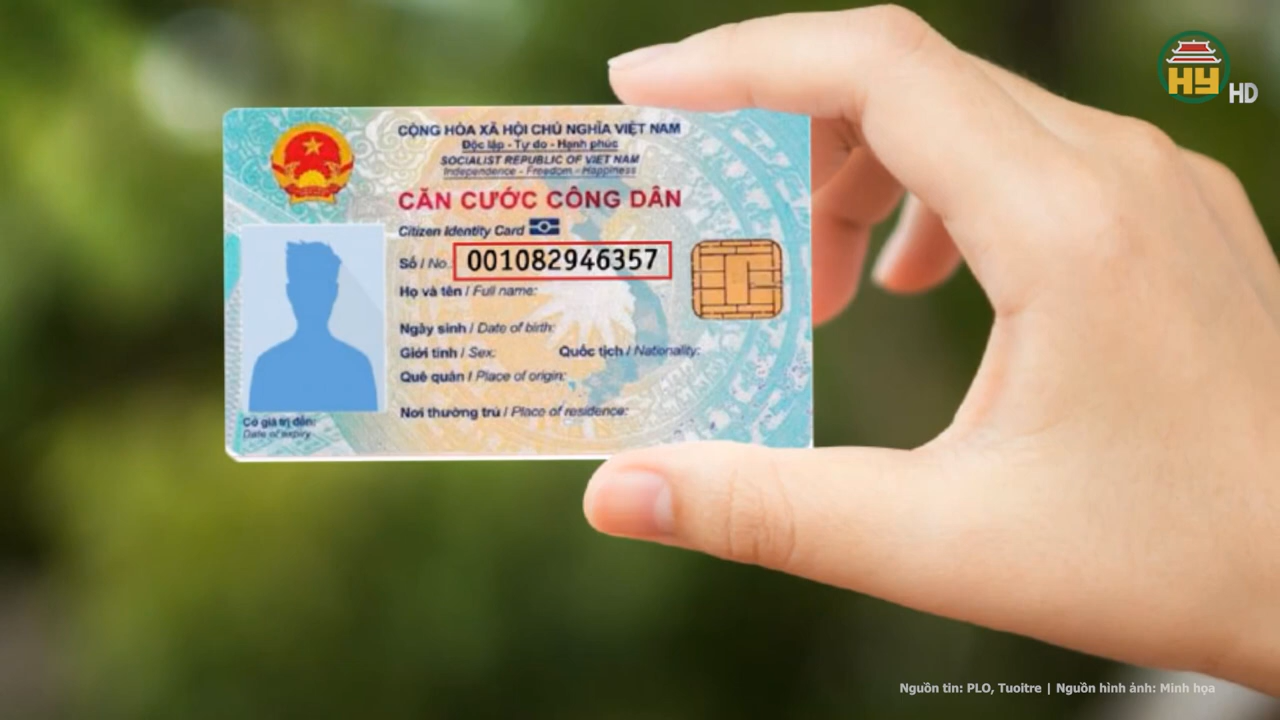 HY HD
CỘNG HÒA XÃ HỘI CHỦ NGHĨA VIỆT NAM
Độc lập - Tự do - Hạnh phúc
SOCIALIST REPUBLIC OF VIET NAM
Independence - Freedom - Happiness
CĂN CƯỚC CÔNG DÂN
Citizen Identity Card
Số / No. 001082946357
Họ và tên / Full name:
Ngày sinh / Date of birth:
Giới tính / Sex: Quốc tịch / Nationality:
Quê quán / Place of origin:
Nơi thường trú / Place of residence:
Có giá trị đến:
Date of expiry
Nguồn tin: PLO, Tuoitre | Nguồn hình ảnh: Minh họa